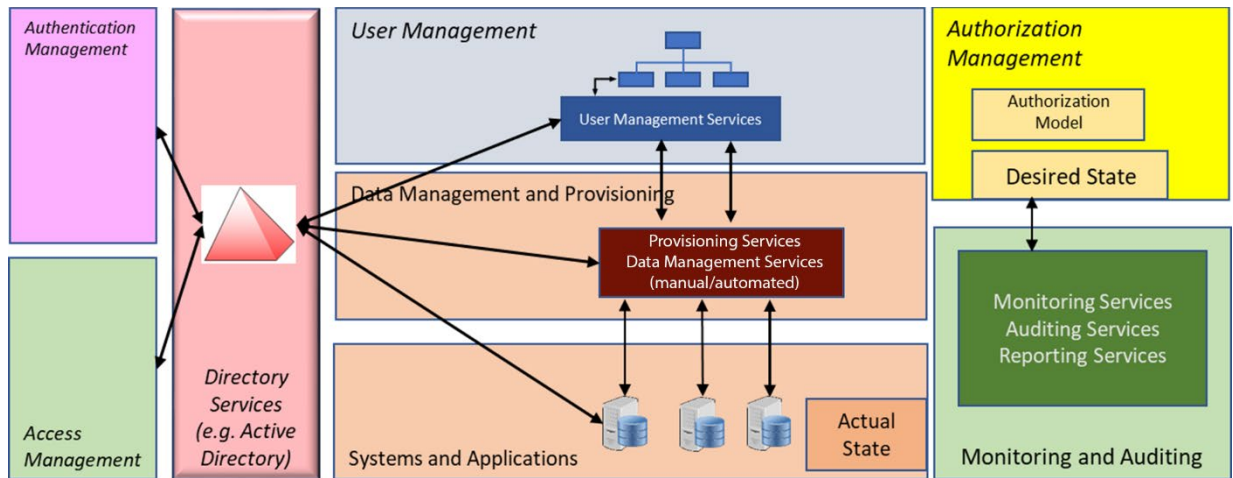 Authentication
Management
Access
Management
Directory
Services
(e.g. Active
Directory)
User Management
User Management Services
Data Management and Provisioning
Provisioning Services
Data Management Services
(manual/automated)
Systems and Applications
Actual
State
Authorization
Management
Authorization
Model
Desired State
Monitoring Services
Auditing Services
Reporting Services
Monitoring and Auditing